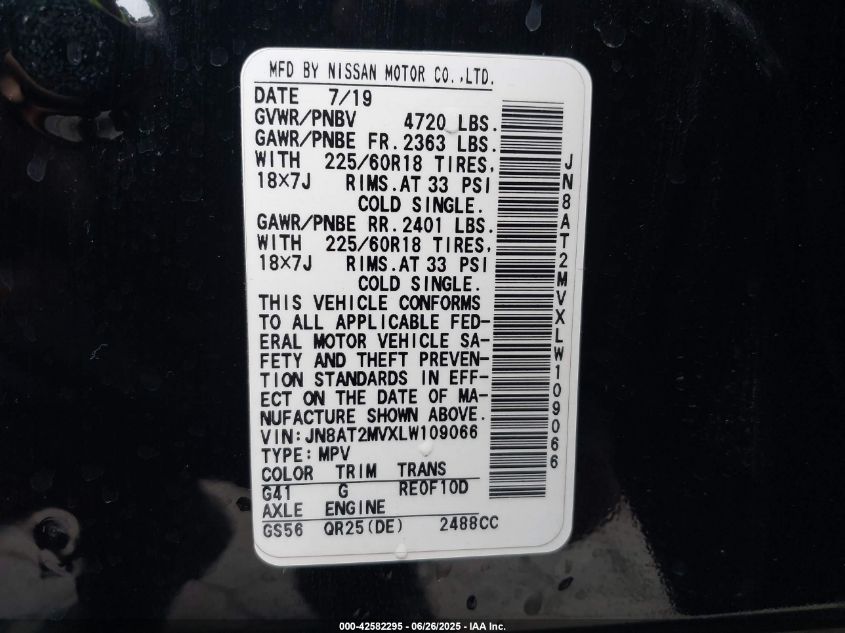 MFD BY NISSAN MOTOR CO.,LTD.
DATE 7/19
GVWR/PNBV 4720 LBS.
GAWR/PNBE FR. 2363 LBS.
WITH 225/60R18 TIRES,
18×7J RIMS.AT 33 PSI
COLD SINGLE.
GAWR/PNBE RR. 2401 LBS.
WITH 225/60R18 TIRES,
18×7J RIMS.AT 33 PSI
COLD SINGLE.
THIS VEHICLE CONFORMS
TO ALL APPLICABLE FED-
ERAL MOTOR VEHICLE SA-
FETY AND THEFT PREVEN-
TION STANDARDS IN EFF-
ECT ON THE DATE OF MA-
NUFACTURE SHOWN ABOVE.
VIN:JN8AT2MVXLW109066
TYPE:MPV
COLOR TRIM TRANS
G41 G RE0F10D
AXLE ENGINE
GS56 QR25(DE) 2488CC
JN8AT2MVXLW109066
000-42582295 - 06/26/2025 - IAA Inc.